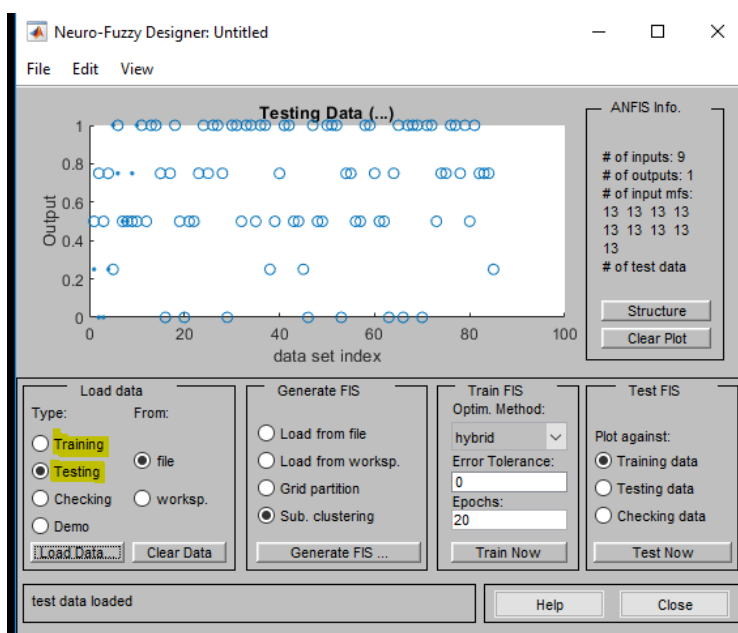 Neuro-Fuzzy Designer: Untitled
File Edit View
Testing Data (...)
1
0.8
0.6
0.4
0.2
0
Output
0 20 40 60 80 100
data set index
ANFIS Info.
# of inputs: 9
# of outputs: 1
# of input mfs:
13 13 13 13
13 13 13 13
13
# of test data
Structure
Clear Plot
Load data
Type: From:
Training
Testing
Checking
Demo
file
worksp.
Load Data...
Clear Data
Generate FIS
Load from file
Load from worksp.
Grid partition
Sub. clustering
Generate FIS ...
Train FIS
Optim. Method:
hybrid
Error Tolerance:
0
Epochs:
20
Train Now
Test FIS
Plot against:
Training data
Testing data
Checking data
Test Now
test data loaded
Help
Close